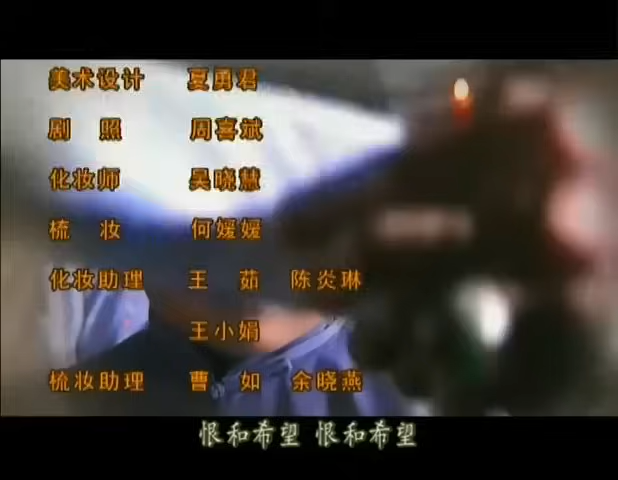 美术设计 夏勇君
剧 照 周喜斌
化妆师 吴晓慧
梳 妆 何媛媛
化妆助理 王 茹 陈炎琳
王小娟
梳妆助理 曹 如 余晓燕
恨和希望 恨和希望